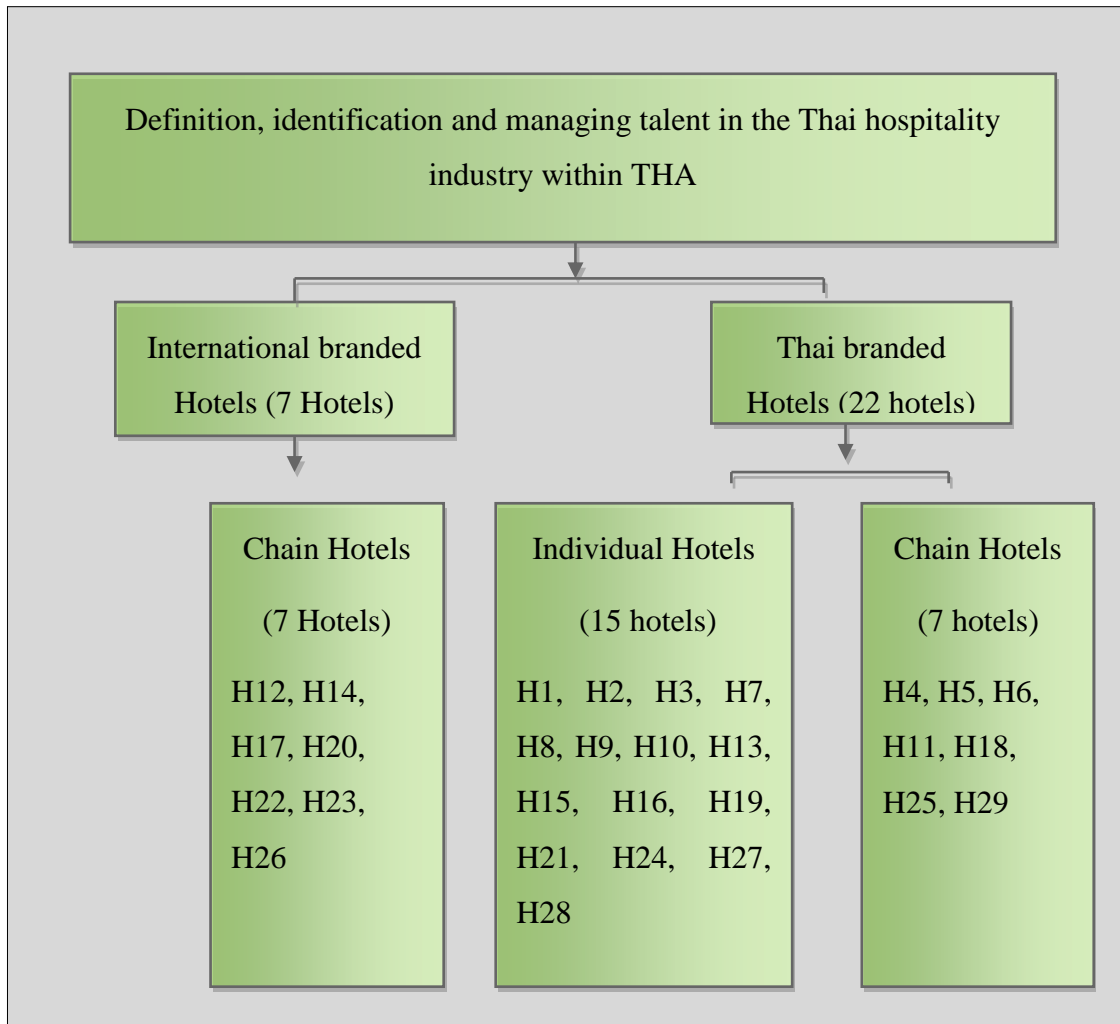 Definition, identification and managing talent in the Thai hospitality
industry within THA
International branded
Hotels (7 Hotels)
Thai branded
Hotels (22 hotels)
Chain Hotels
(7 Hotels)
H12, H14,
H17, H20,
H22, H23,
H26
Individual Hotels
(15 hotels)
H1, H2, H3, H7,
H8, H9, H10, H13,
H15, H16, H19,
H21, H24, H27,
H28
Chain Hotels
(7 hotels)
H4, H5, H6,
H11, H18,
H25, H29